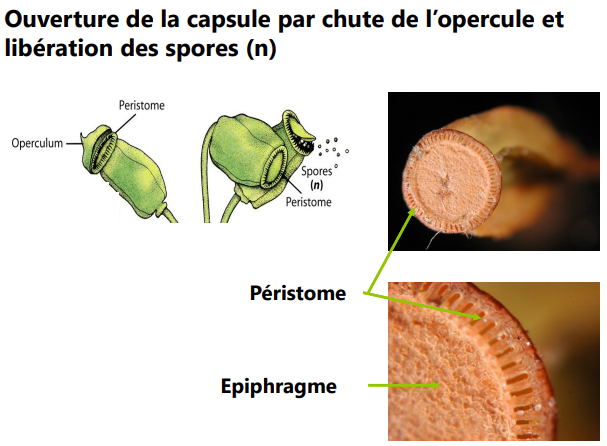 Ouverture de la capsule par chute de l’opercule et
libération des spores (n)
Peristome
Operculum
Spores
(n)
Peristome
Péristome
Epiphragme